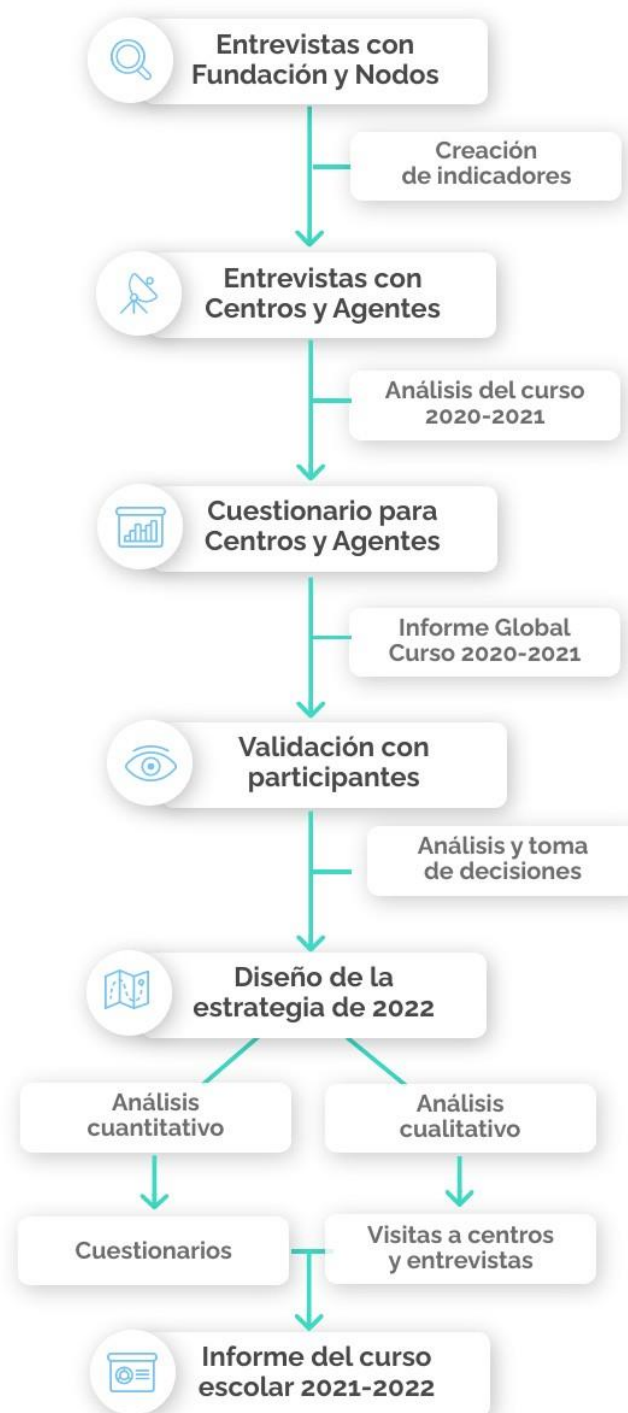 Entrevistas con
Fundación y Nodos
Creación
de indicadores
Entrevistas con
Centros y Agentes
Análisis del curso
2020-2021
Cuestionario para
Centros y Agentes
Informe Global
Curso 2020-2021
Validación con
participantes
Análisis y toma
de decisiones
Diseño de la
estrategia de 2022
Análisis
cuantitativo
Análisis
cualitativo
Cuestionarios
Visitas a centros
y entrevistas
Informe del curso
escolar 2021-2022